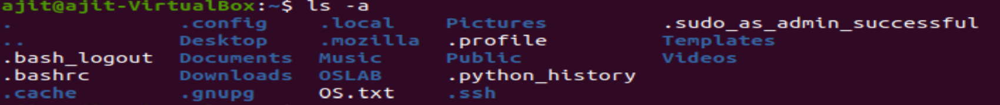 ajit@ajit-VirtualBox:~$ ls -a
.              .config    .local    Pictures         .sudo_as_admin_successful
..             Desktop    .mozilla  .profile         Templates
.bash_logout   Documents  Music     Public           Videos
.bashrc        Downloads  OSLAB     .python_history
.cache         .gnupg     OS.txt    .ssh